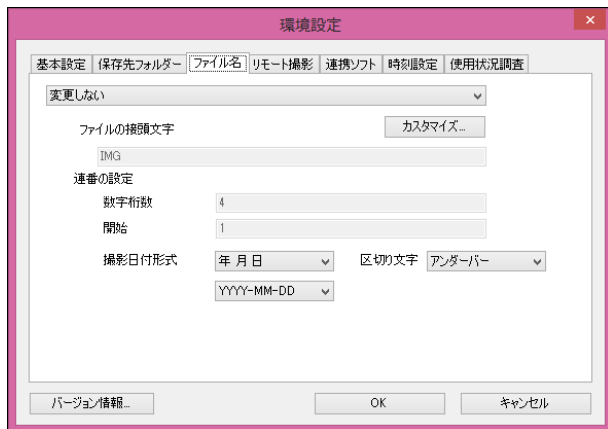 環境設定
基本設定 保存先フォルダー ファイル名 リモート撮影 連携ソフト 時刻設定 使用状況調査
変更しない
ファイルの接頭文字 カスタマイズ...
IMG
連番の設定
数字桁数 4
開始 1
撮影日付形式 年月日 区切り文字 アンダーバー
YYYY-MM-DD
バージョン情報... OK キャンセル